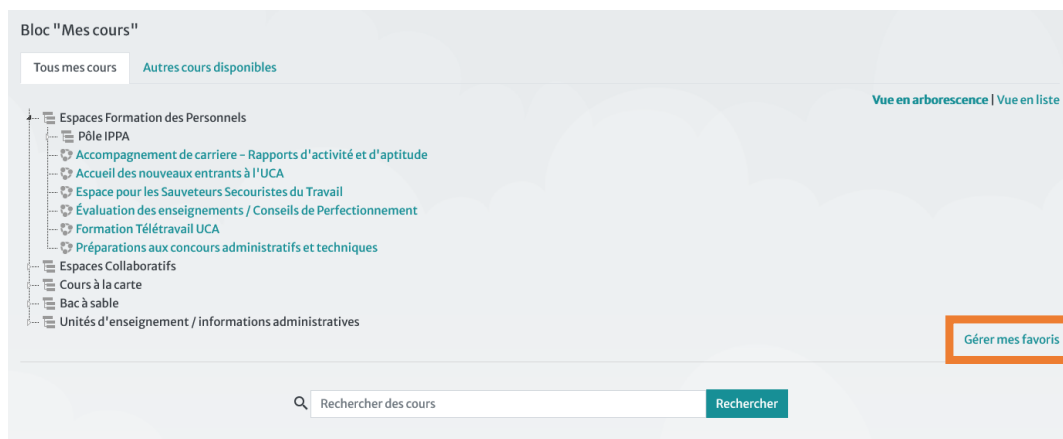 Bloc "Mes cours"
Tous mes cours Autres cours disponibles
Vue en arborescence | Vue en liste
Espaces Formation des Personnels
Pôle IPPA
Accompagnement de carriere - Rapports d'activité et d'aptitude
Accueil des nouveaux entrants à l'UCA
Espace pour les Sauveteurs Secouristes du Travail
Évaluation des enseignements / Conseils de Perfectionnement
Formation Télétravail UCA
Préparations aux concours administratifs et techniques
Espaces Collaboratifs
Cours à la carte
Bac à sable
Unités d'enseignement / informations administratives
Gérer mes favoris
Rechercher des cours Rechercher